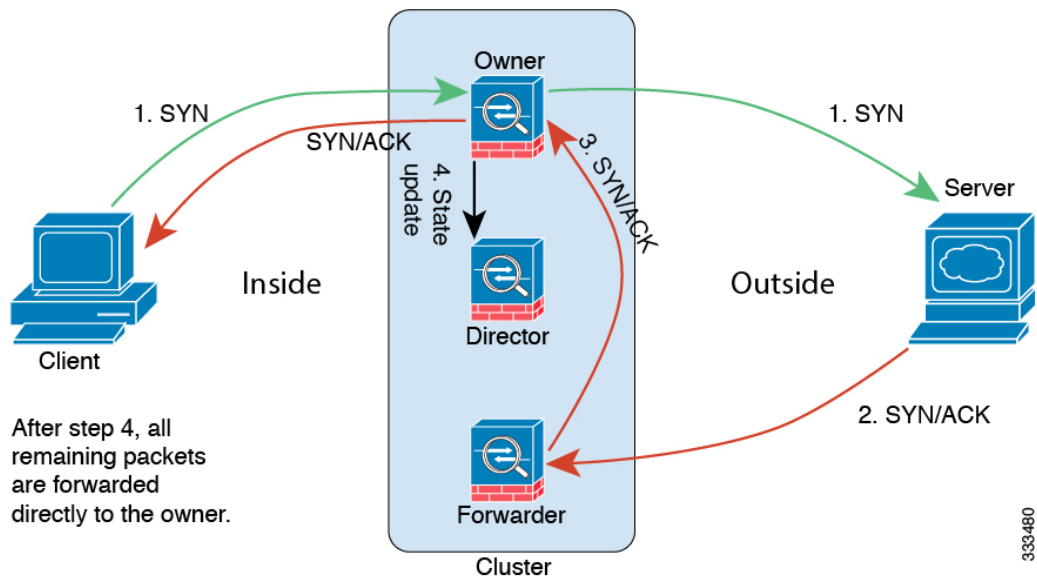 Owner
1. SYN
1. SYN
SYN/ACK
3. SYN/ACK
4. State
update
Server
Inside
Outside
Director
Client
2. SYN/ACK
After step 4, all
remaining packets
are forwarded
directly to the owner.
Forwarder
Cluster
333480